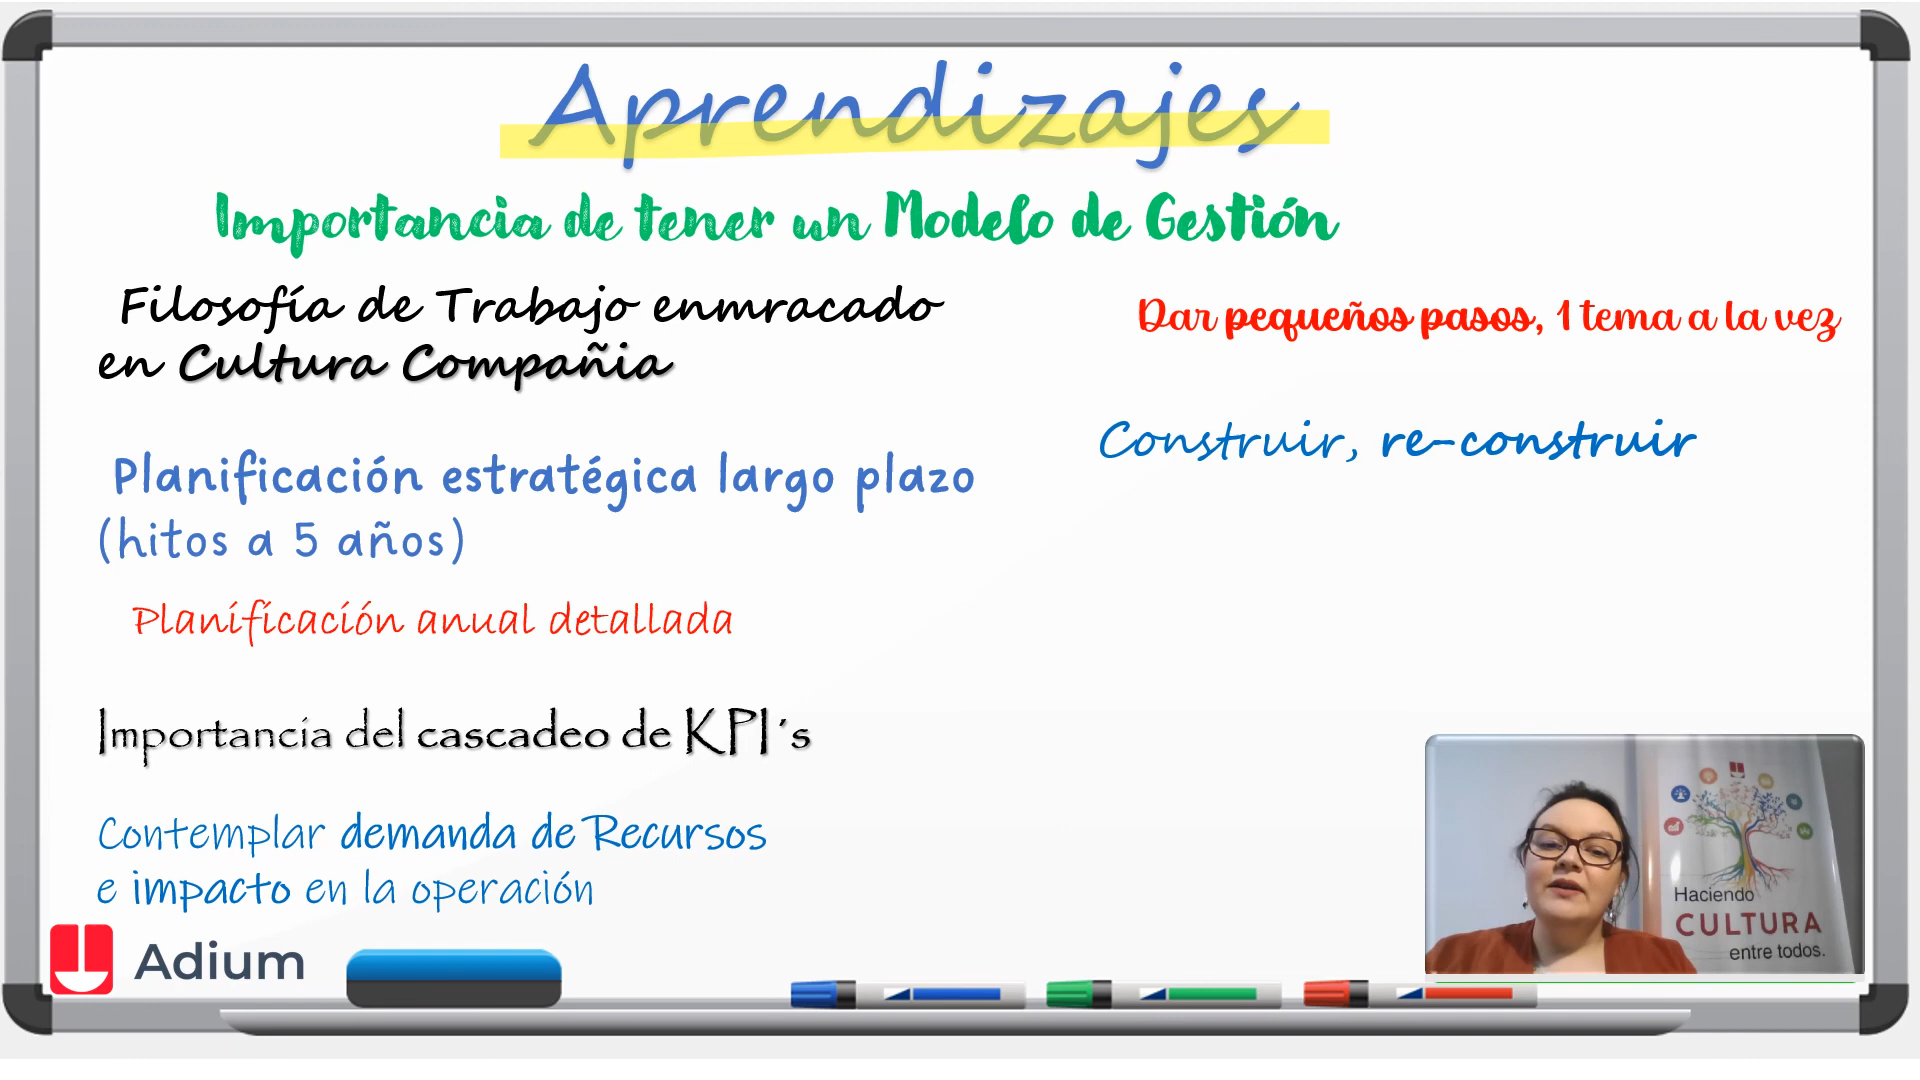 Aprendizajes
Importancia de tener un Modelo de Gestión
Filosofía de Trabajo enmracado
en Cultura Compañia
Planificación estratégica largo plazo
(hitos a 5 años)
Planificación anual detallada
Importancia del cascadeo de KPI´s
Contemplar demanda de Recursos
e impacto en la operación
Dar pequeños pasos, 1 tema a la vez
Construir, re-construir
Adium
Haciendo
CULTURA
entre todos.